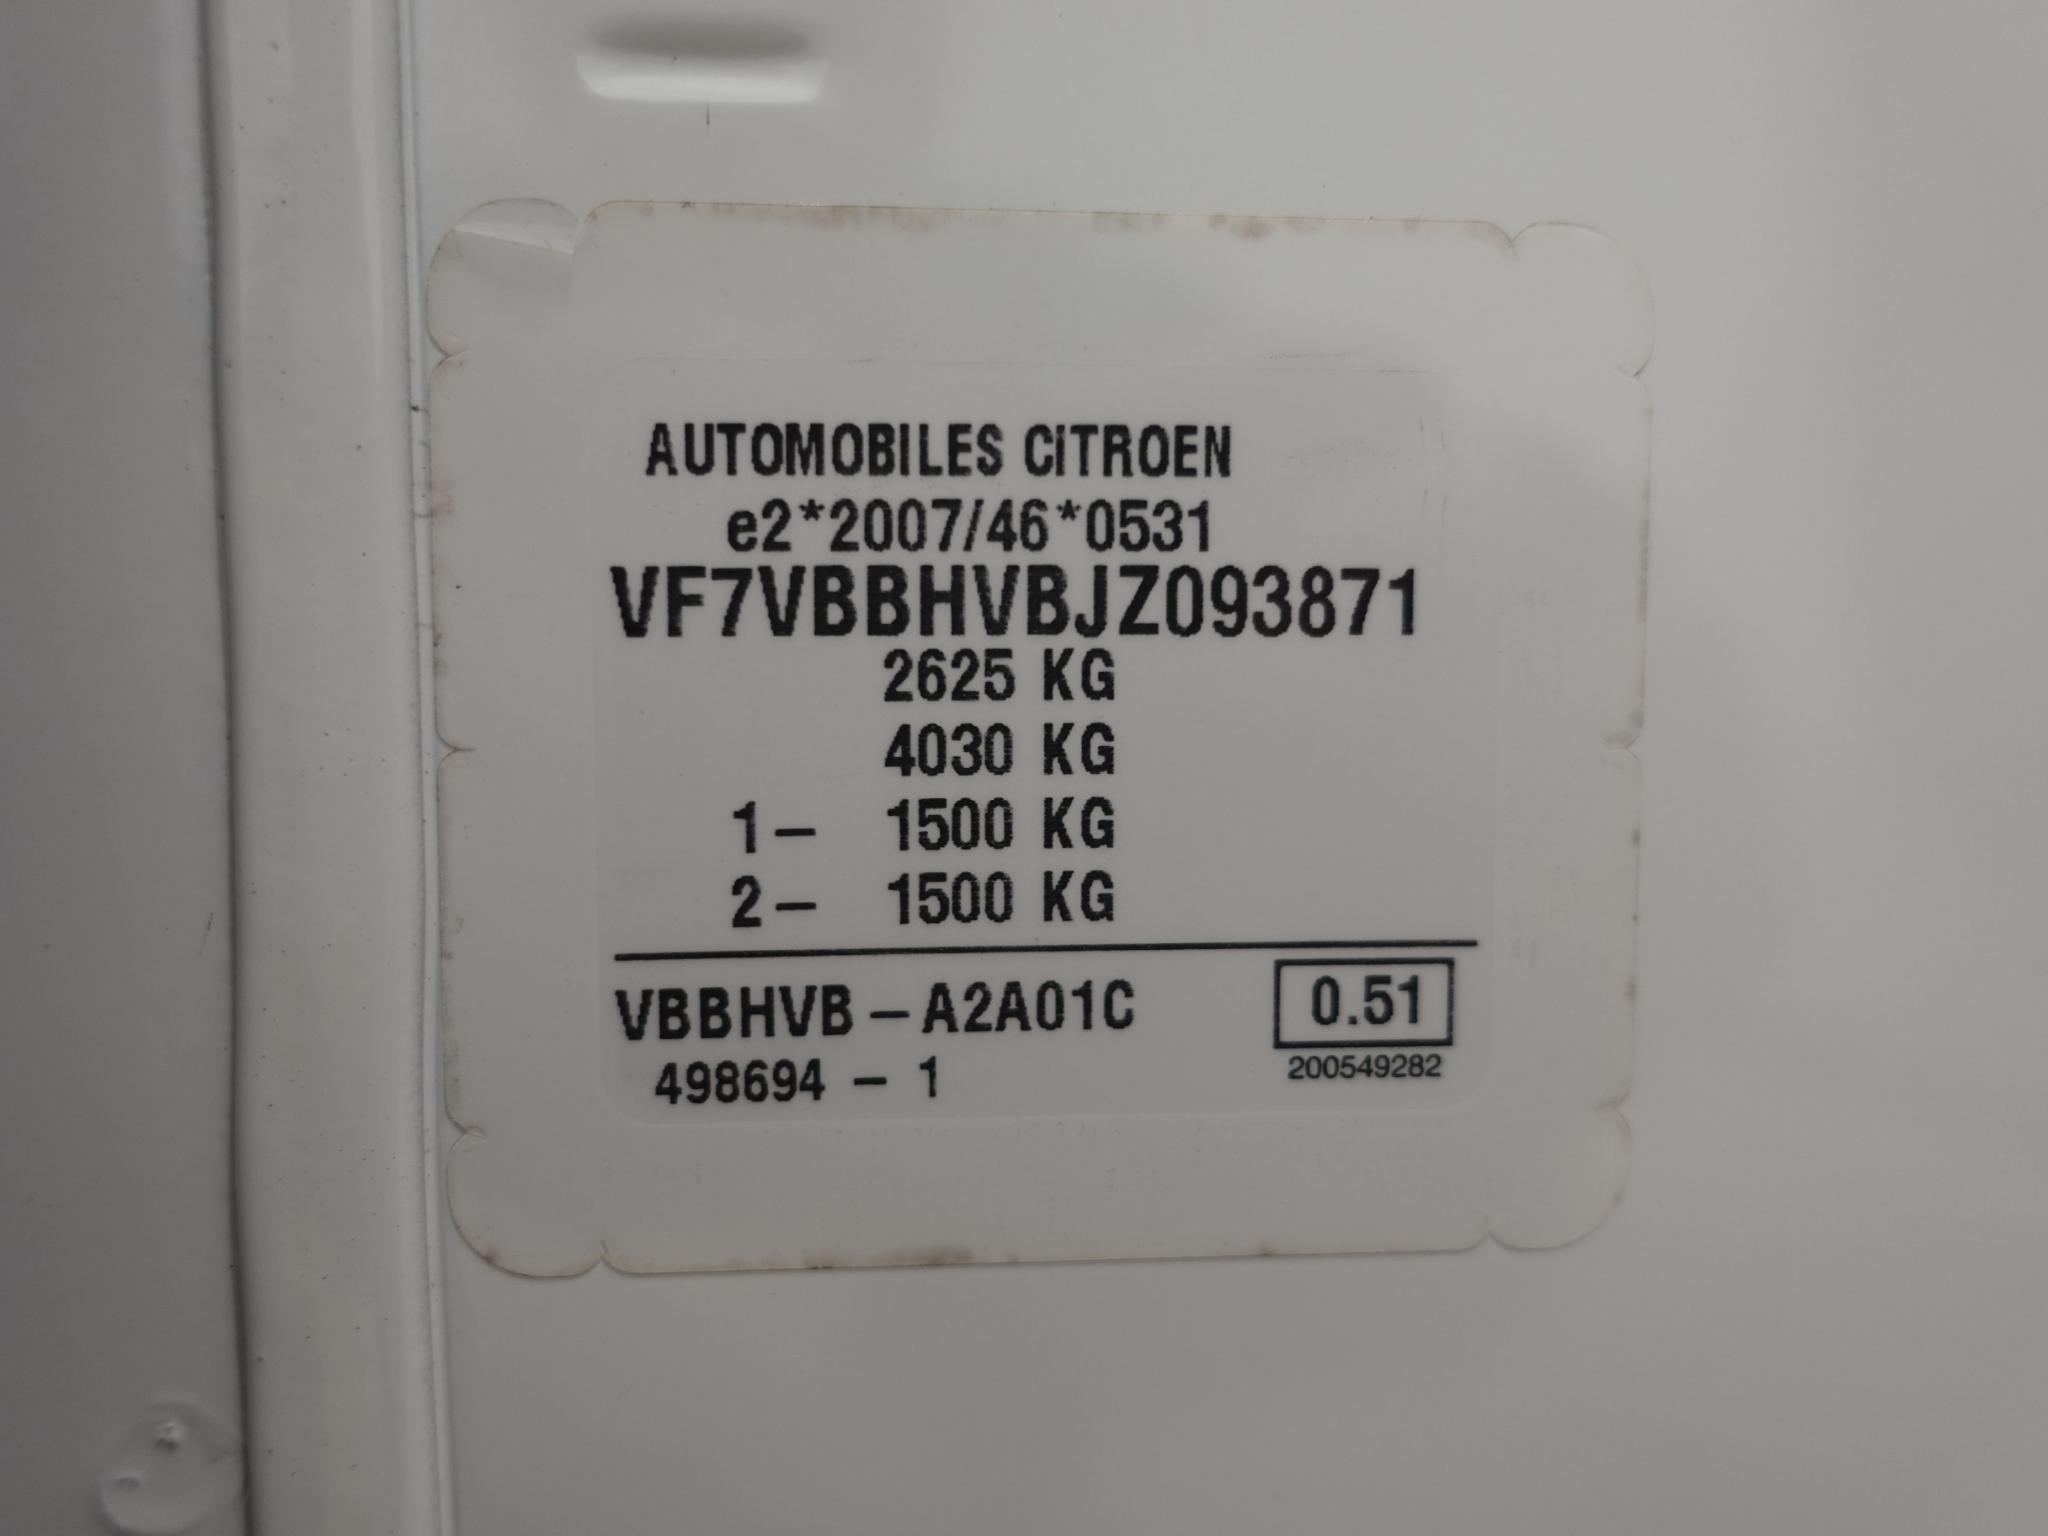 AUTOMOBILES CITROEN
e2*2007/46*0531
VF7VBBHVBJZ093871
2625 KG
4030 KG
1- 1500 KG
2- 1500 KG
VBBHVB-A2A01C
0.51
498694 - 1
200549282